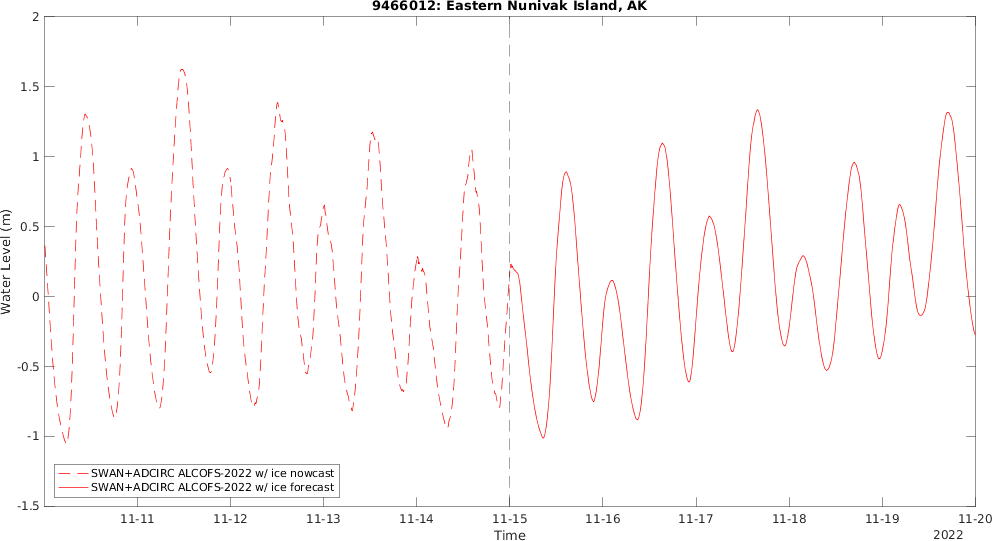 9466012: Eastern Nunivak Island, AK
2
1.5
1
0.5
0
-0.5
-1
-1.5
Water Level (m)
SWAN+ADCIRC ALCOFS-2022 w/ ice nowcast
SWAN+ADCIRC ALCOFS-2022 w/ ice forecast
11-11 11-12 11-13 11-14 11-15 11-16 11-17 11-18 11-19 11-20
Time
2022